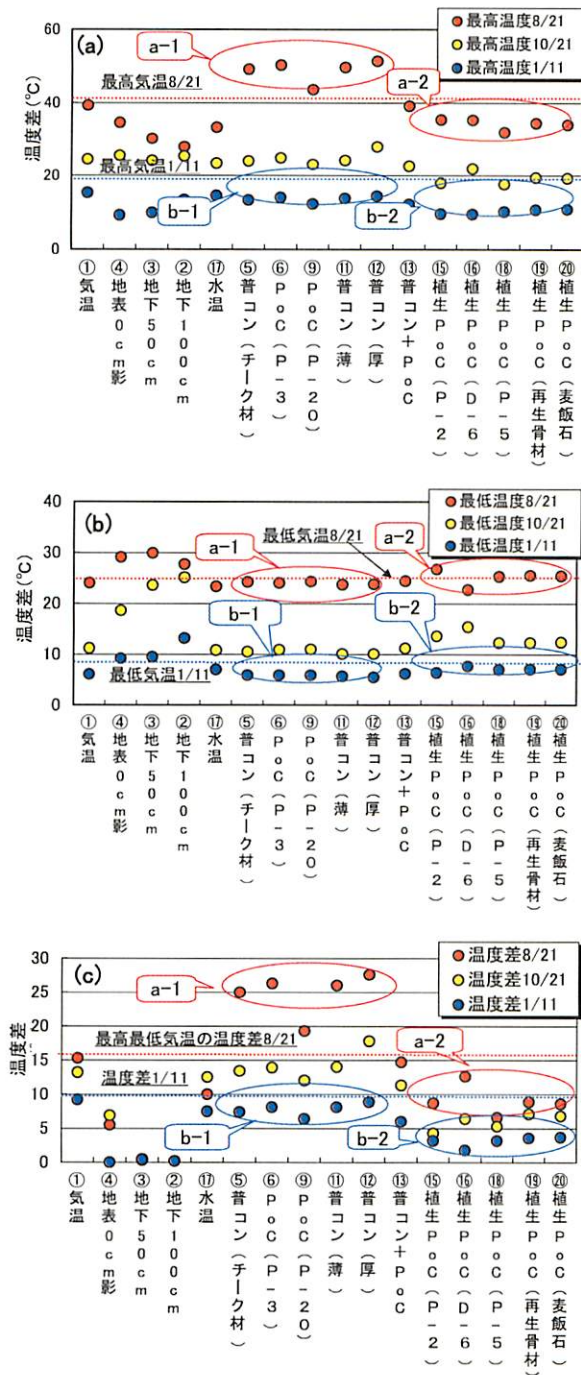 (a)
最高温度8/21
最高温度10/21
最高温度1/11
a-1
最高気温8/21
a-2
最高気温1/11
b-1
b-2
温度差(℃)
60
40
20
0
①気温
④地表0cm影
③地下50cm
②地下100cm
⑰水温
⑤普コン(チーク材)
⑥PoC(P-3)
⑨PoC(P-20)
⑪普コン(薄)
⑫普コン(厚)
⑬普コン+PoC
⑮植生PoC(P-2)
⑯植生PoC(D-6)
⑱植生PoC(P-5)
⑲植生PoC(再生骨材)
⑳植生PoC(麦飯石)
(b)
最低温度8/21
最低温度10/21
最低温度1/11
最低気温8/21
a-1
a-2
b-1
b-2
最低気温1/11
温度差(℃)
40
30
20
10
0
①気温
④地表0cm影
③地下50cm
②地下100cm
⑰水温
⑤普コン(チーク材)
⑥PoC(P-3)
⑨PoC(P-20)
⑪普コン(薄)
⑫普コン(厚)
⑬普コン+PoC
⑮植生PoC(P-2)
⑯植生PoC(D-6)
⑱植生PoC(P-5)
⑲植生PoC(再生骨材)
⑳植生PoC(麦飯石)
(c)
温度差8/21
温度差10/21
温度差1/11
a-1
最高最低気温の温度差8/21
a-2
温度差1/11
b-1
b-2
温度差
30
25
20
15
10
5
0
①気温
④地表0cm影
③地下50cm
②地下100cm
⑰水温
⑤普コン(チーク材)
⑥PoC(P-3)
⑨PoC(P-20)
⑪普コン(薄)
⑫普コン(厚)
⑬普コン+PoC
⑮植生PoC(P-2)
⑯植生PoC(D-6)
⑱植生PoC(P-5)
⑲植生PoC(再生骨材)
⑳植生PoC(麦飯石)